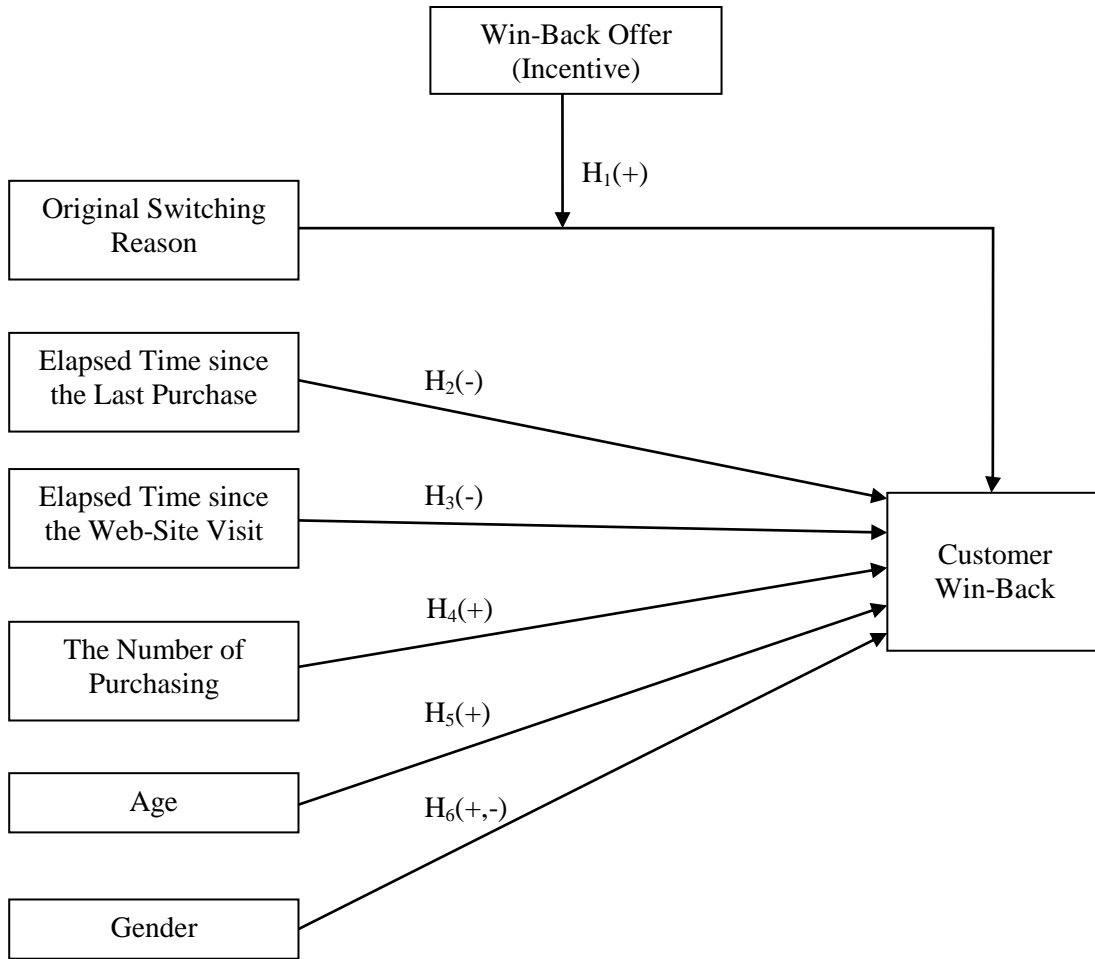 Win-Back Offer
(Incentive)
H₁(+)
Original Switching
Reason
Elapsed Time since
the Last Purchase
H₂(-)
Elapsed Time since
the Web-Site Visit
H₃(-)
Customer
Win-Back
The Number of
Purchasing
H₄(+)
H₅(+)
Age
H₆(+,-)
Gender